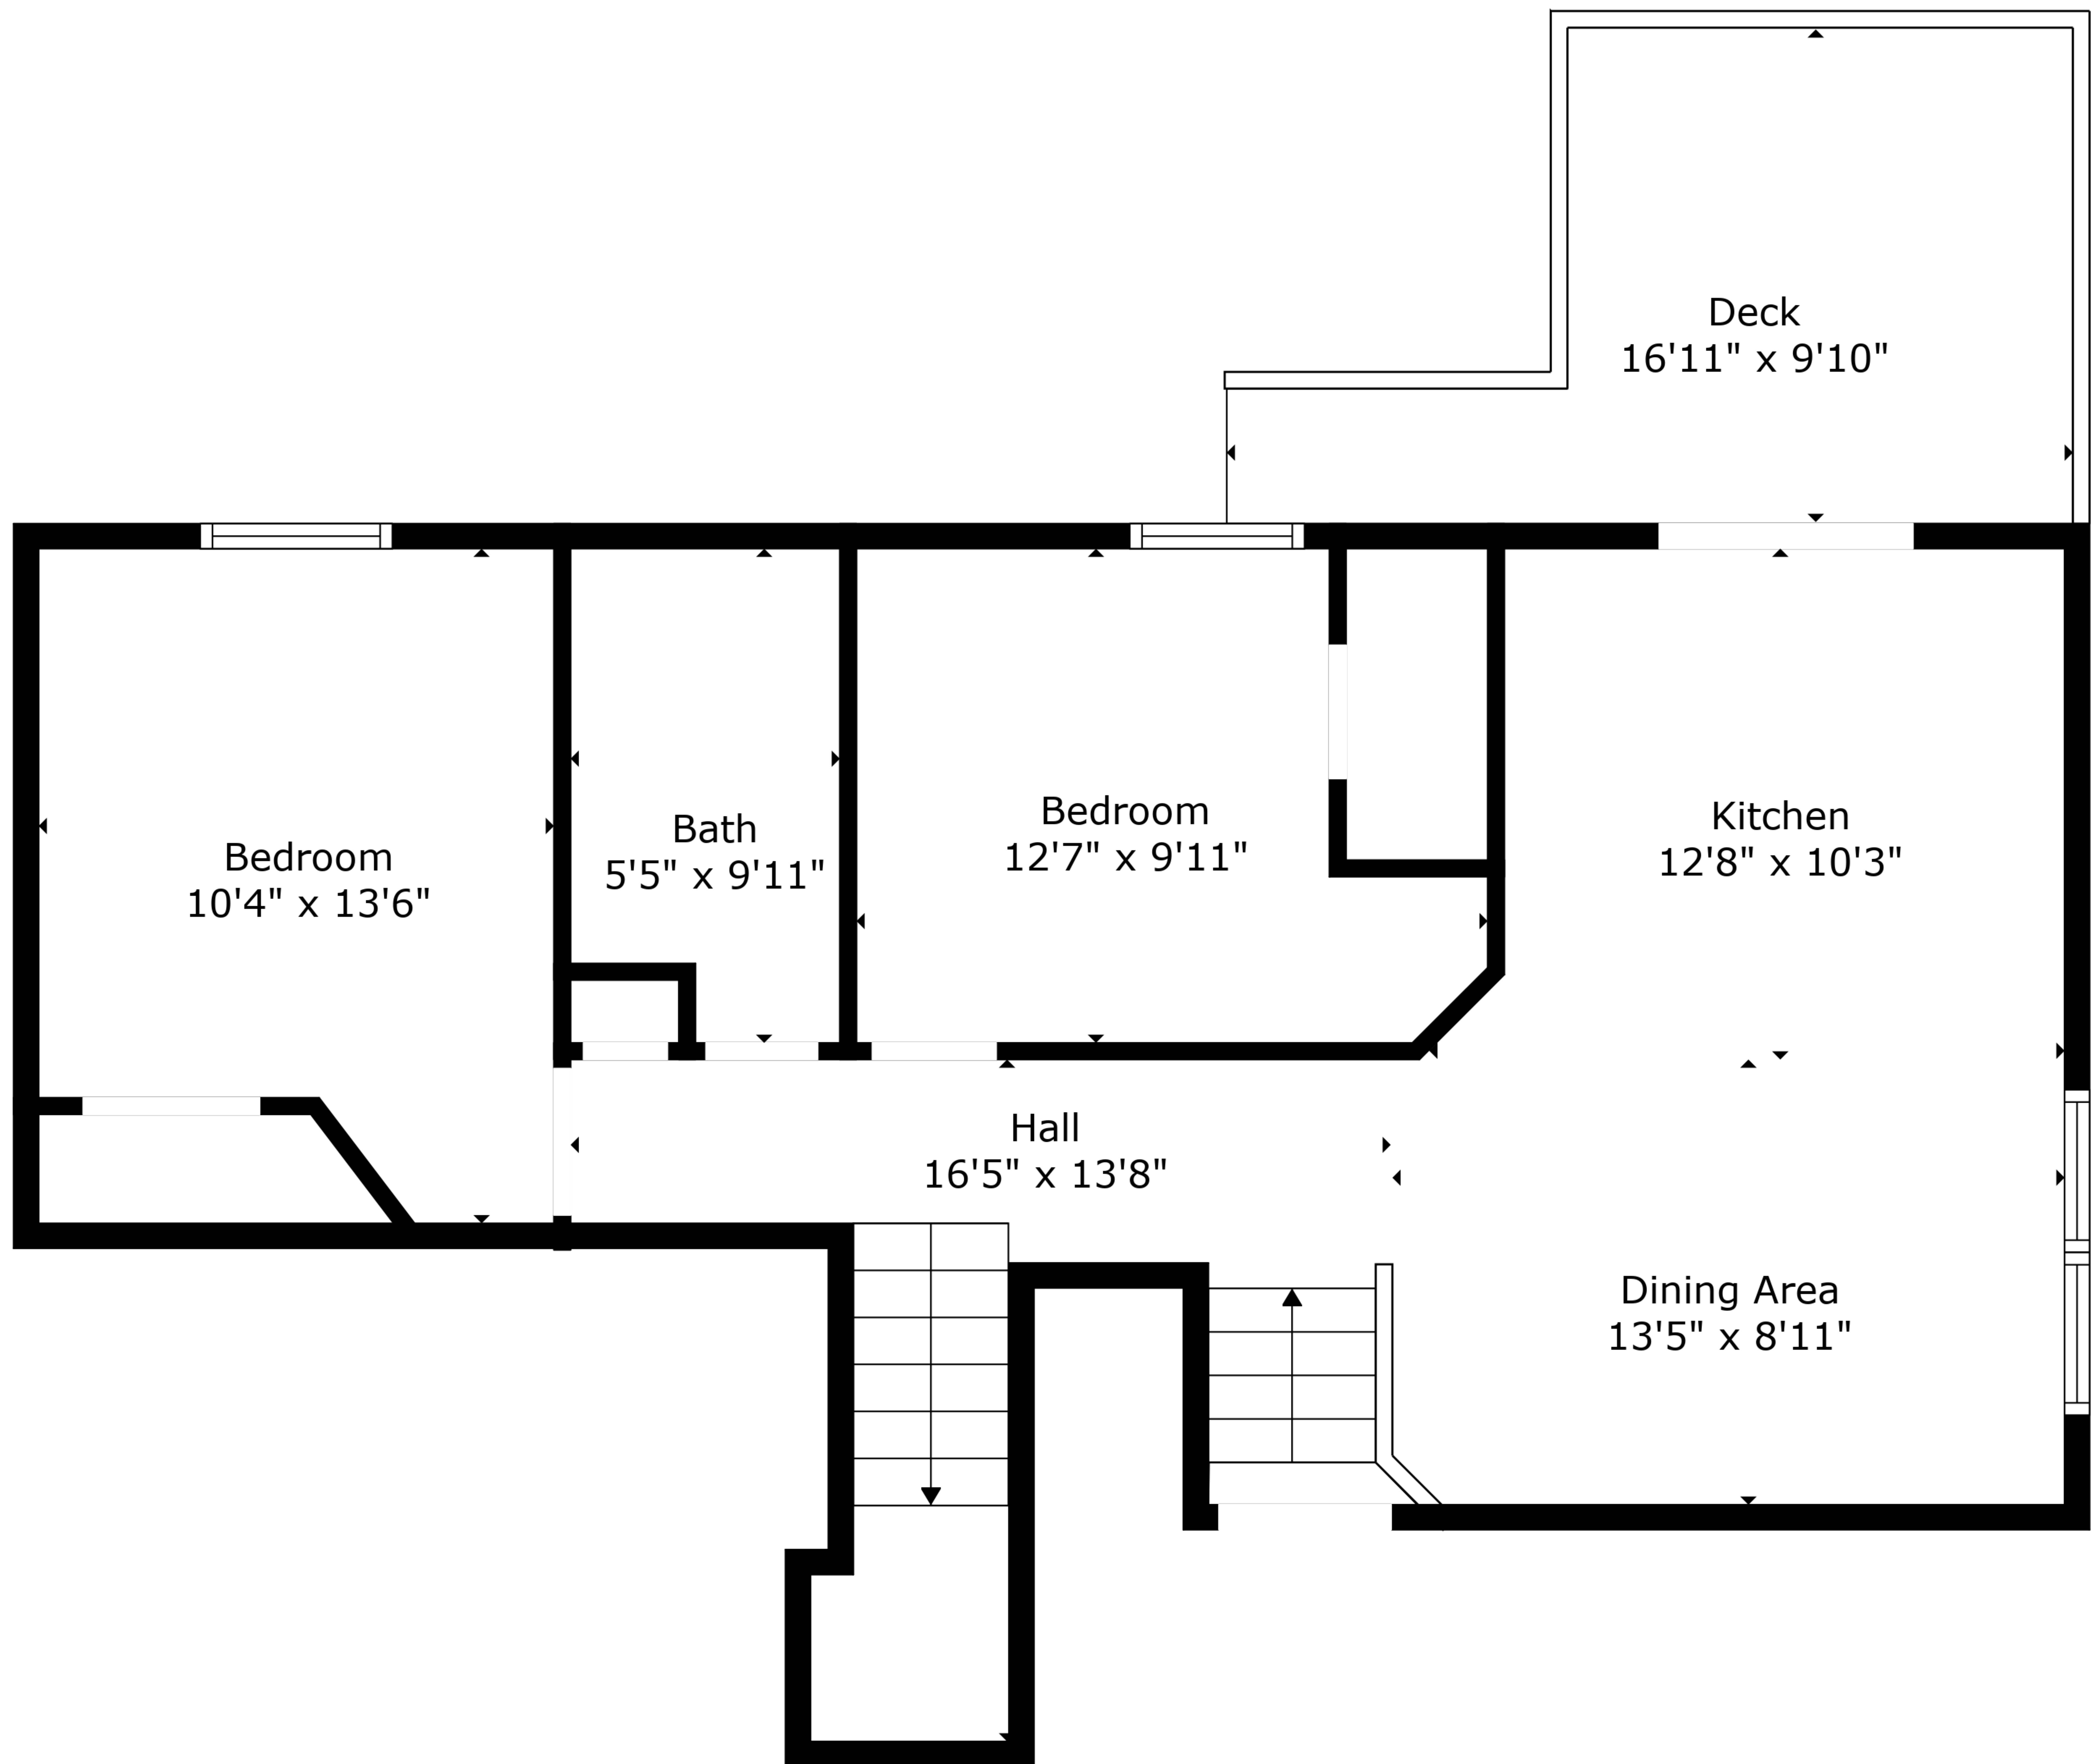 Deck
16'11" x 9'10"
Bedroom
10'4" x 13'6"
Bath
5'5" x 9'11"
Bedroom
12'7" x 9'11"
Kitchen
12'8" x 10'3"
Hall
16'5" x 13'8"
Dining Area
13'5" x 8'11"